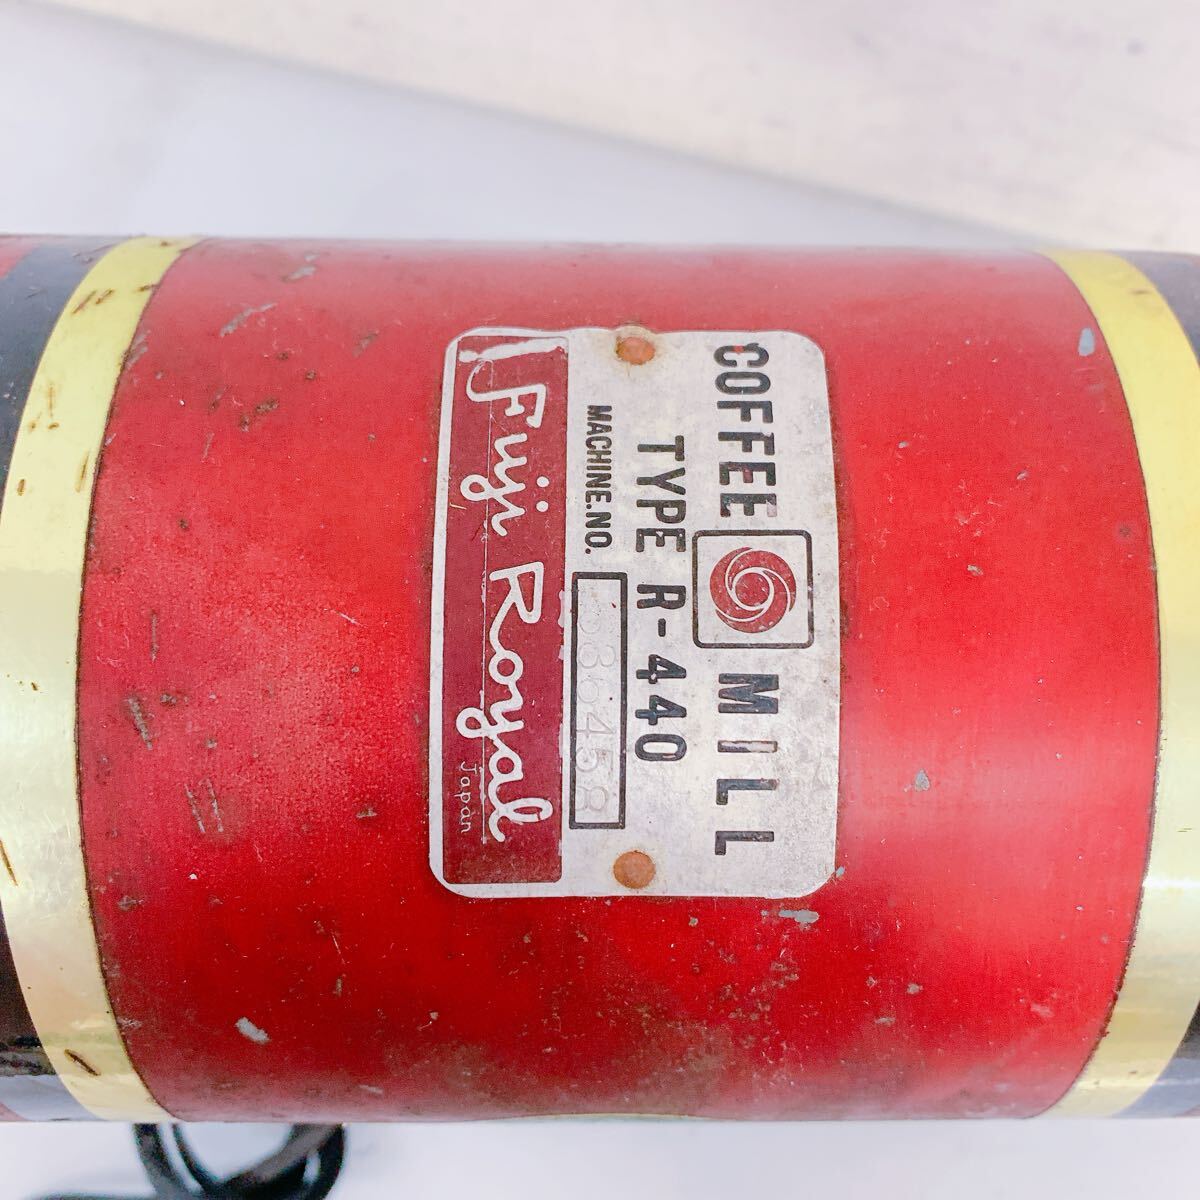 COFFEE MILL
TYPE R-440
MACHINE.NO.
Fuji Royal
Japan